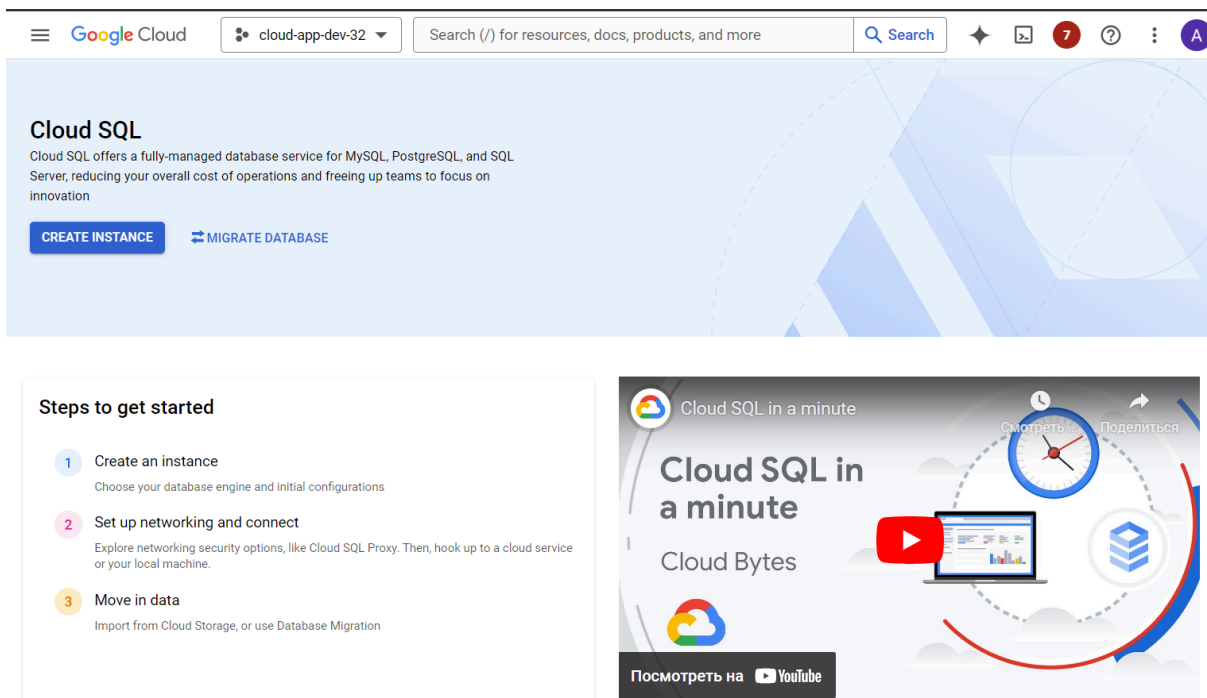 Google Cloud
cloud-app-dev-32
Search (/) for resources, docs, products, and more
Search
7
A
Cloud SQL
Cloud SQL offers a fully-managed database service for MySQL, PostgreSQL, and SQL
Server, reducing your overall cost of operations and freeing up teams to focus on
innovation
CREATE INSTANCE
MIGRATE DATABASE
Steps to get started
1 Create an instance
Choose your database engine and initial configurations
2 Set up networking and connect
Explore networking security options, like Cloud SQL Proxy. Then, hook up to a cloud service
or your local machine.
3 Move in data
Import from Cloud Storage, or use Database Migration
Cloud SQL in a minute
Смотреть ...
Поделиться
Cloud SQL in
a minute
Cloud Bytes
Посмотреть на YouTube